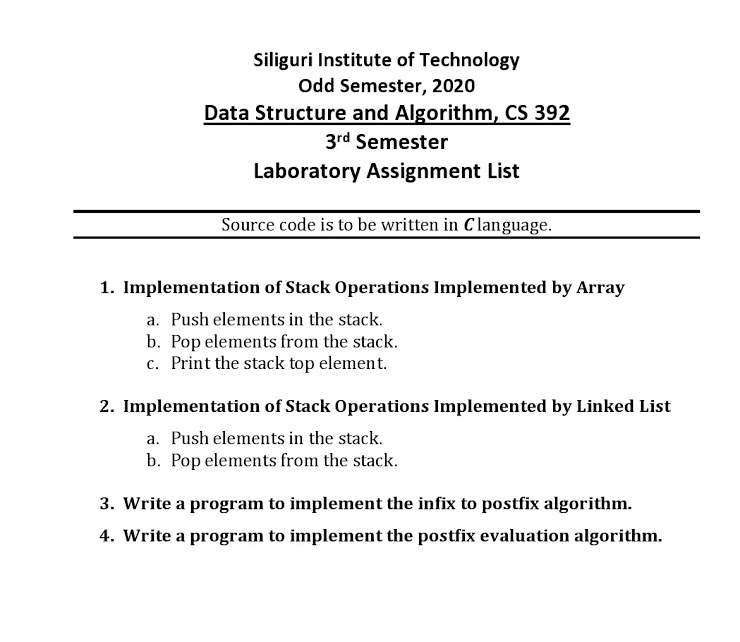 Siliguri Institute of Technology
Odd Semester, 2020
Data Structure and Algorithm, CS 392
3rd Semester
Laboratory Assignment List
Source code is to be written in C language.
1. Implementation of Stack Operations Implemented by Array
a. Push elements in the stack.
b. Pop elements from the stack.
c. Print the stack top element.
2. Implementation of Stack Operations Implemented by Linked List
a. Push elements in the stack.
b. Pop elements from the stack.
3. Write a program to implement the infix to postfix algorithm.
4. Write a program to implement the postfix evaluation algorithm.